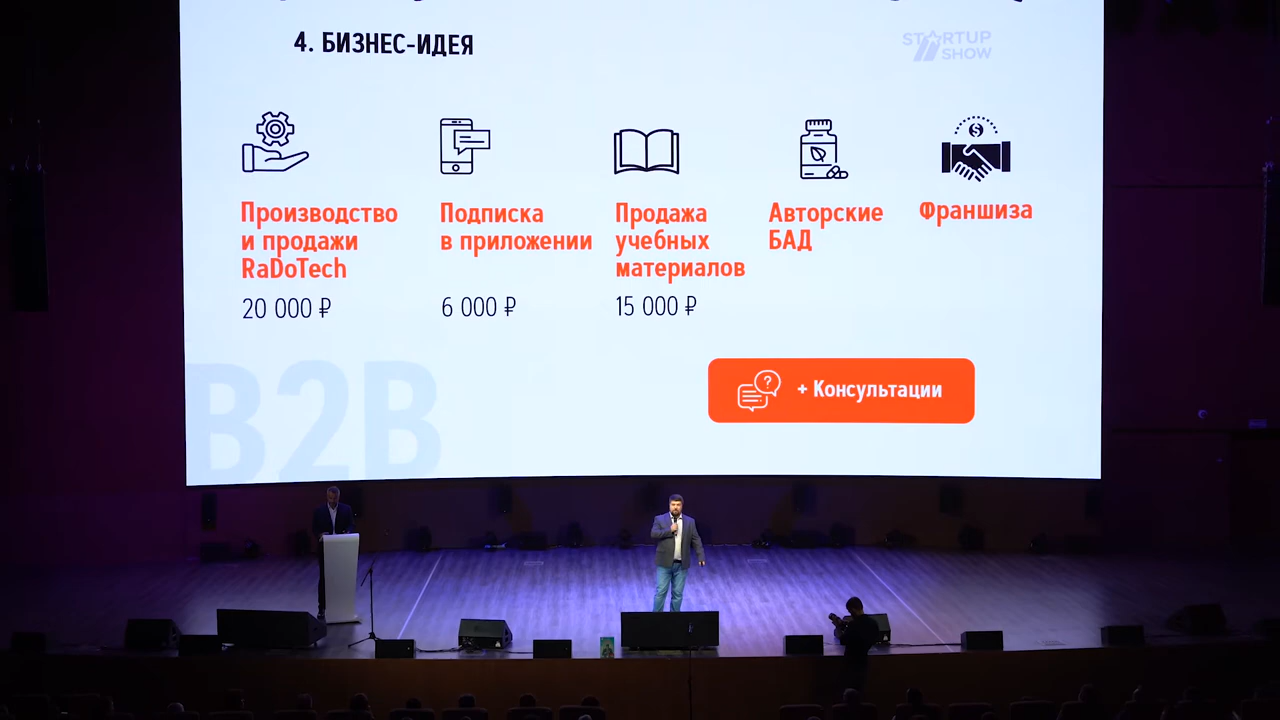 4. БИЗНЕС-ИДЕЯ
STARTUP
SHOW
Производство
и продажи
RaDoTech
20 000 ₽
Подписка
в приложении
6 000 ₽
Продажа
учебных
материалов
15 000 ₽
Авторские
БАД
Франшиза
+ Консультации
B2B